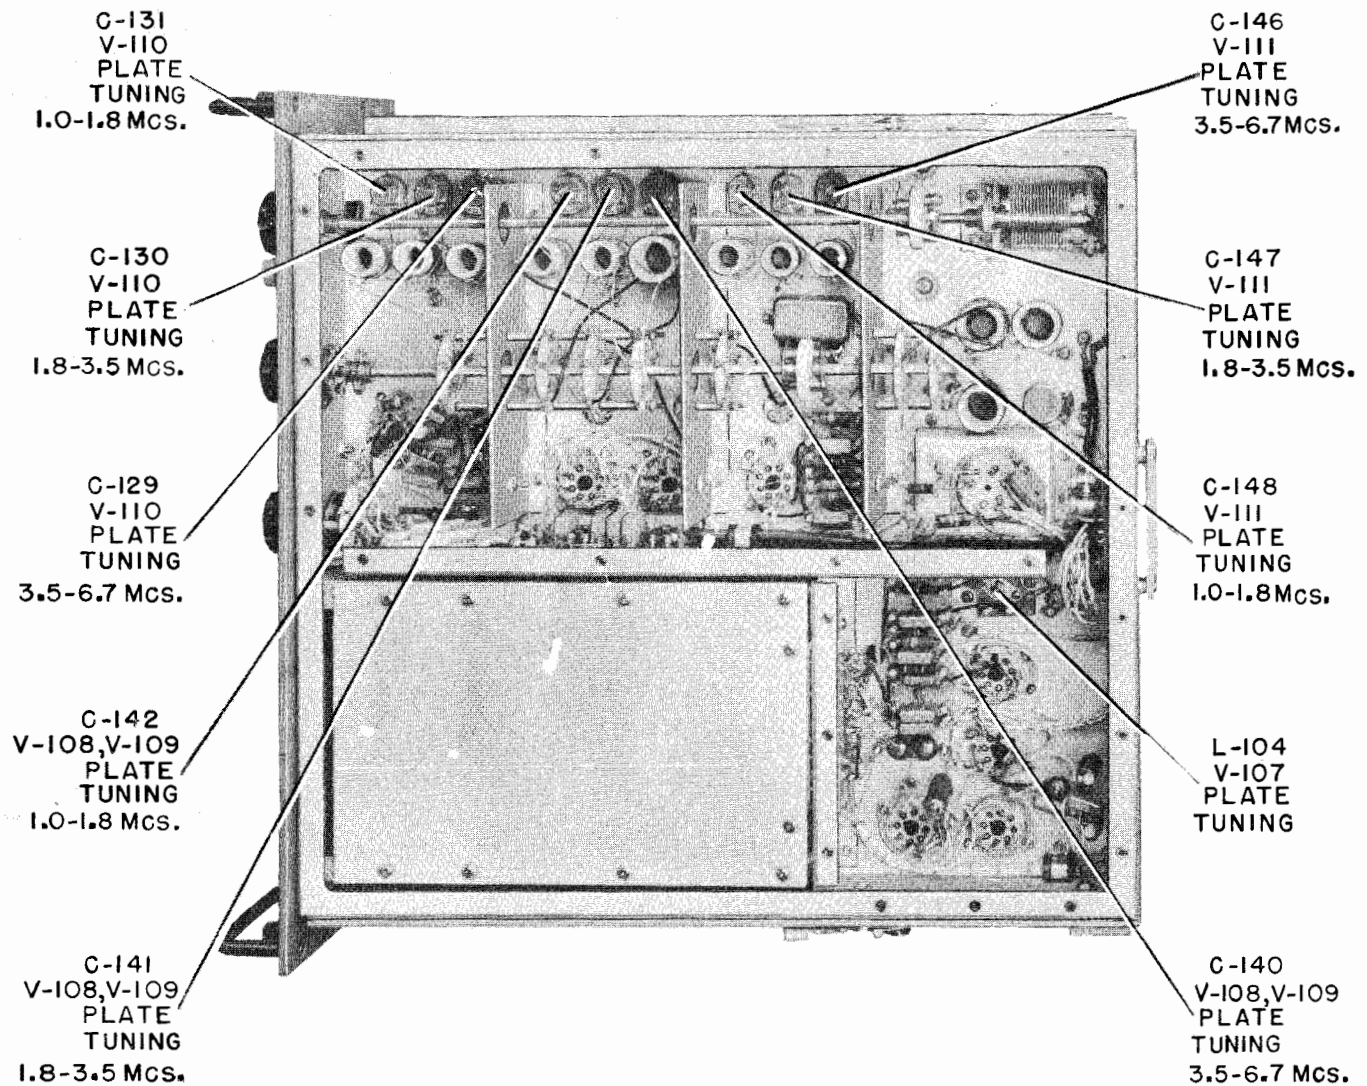 C-131
V-110
PLATE
TUNING
1.0-1.8 MCS.
C-130
V-110
PLATE
TUNING
1.8-3.5 MCS.
C-129
V-110
PLATE
TUNING
3.5-6.7 MCS.
C-142
V-108,V-109
PLATE
TUNING
1.0-1.8 MCS.
C-141
V-108,V-109
PLATE
TUNING
1.8-3.5 MCS.
C-146
V-111
PLATE
TUNING
3.5-6.7 MCS.
C-147
V-111
PLATE
TUNING
1.8-3.5 MCS.
C-148
V-111
PLATE
TUNING
1.0-1.8 MCS.
L-104
V-107
PLATE
TUNING
C-140
V-108,V-109
PLATE
TUNING
3.5-6.7 MCS.